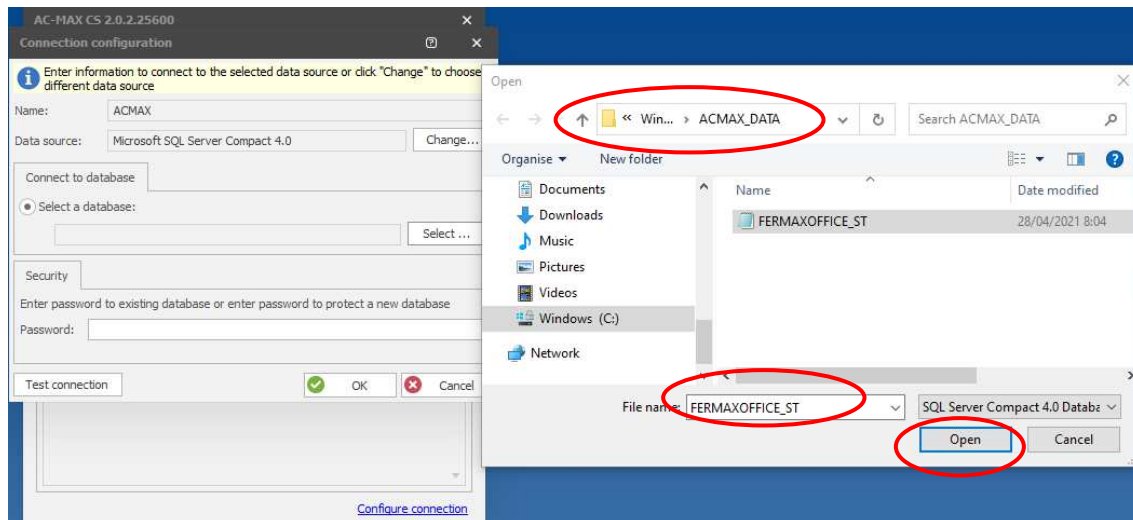 AC-MAX CS 2.0.2.25600
Connection configuration
Enter information to connect to the selected data source or click "Change" to choose
different data source
Name: ACMAX
Data source: Microsoft SQL Server Compact 4.0 Change...
Connect to database
Select a database:
Select ...
Security
Enter password to existing database or enter password to protect a new database
Password:
Test connection OK Cancel
Configure connection
Open
« Win... › ACMAX_DATA Search ACMAX_DATA
Organise New folder
Name Date modified
Documents
Downloads
Music
Pictures
Videos
Windows (C:)
Network
FERMAXOFFICE_ST 28/04/2021 8:04
File name: FERMAXOFFICE_ST SQL Server Compact 4.0 Databa
Open Cancel